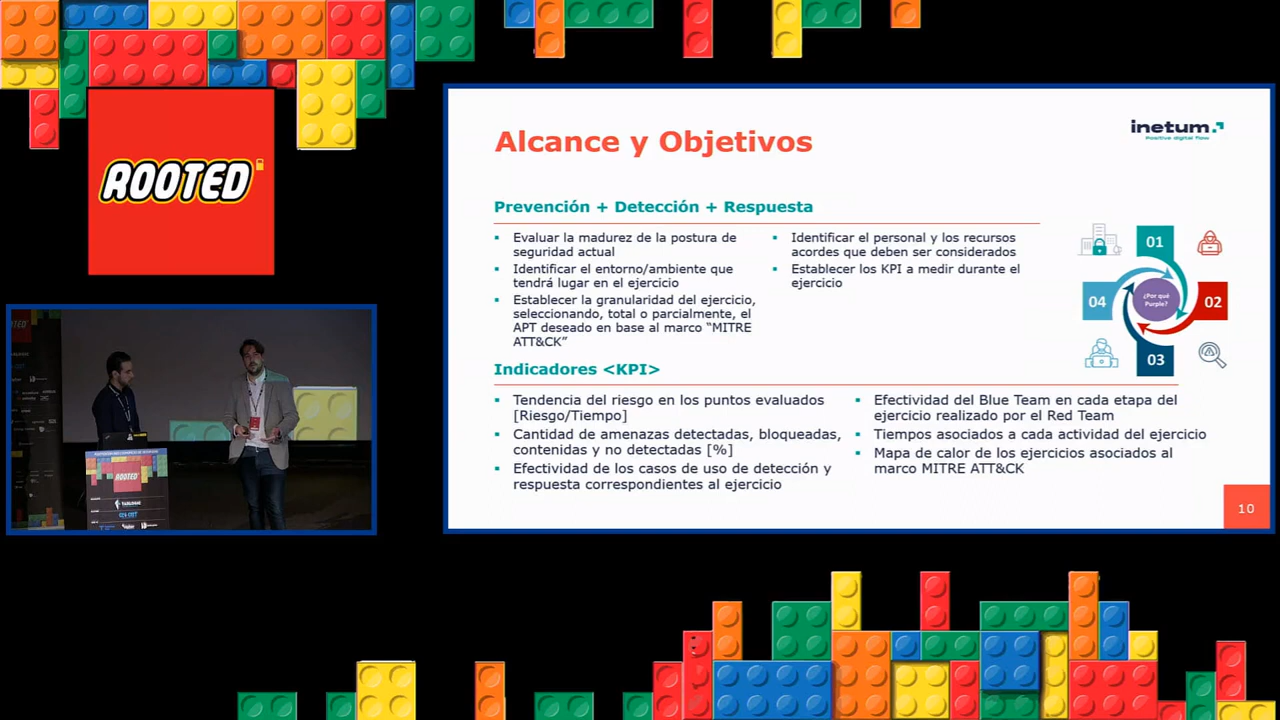 ROOTED
Alcance y Objetivos
inetum.
Positive digital flow
Prevención + Detección + Respuesta
▪ Evaluar la madurez de la postura de
seguridad actual
▪ Identificar el entorno/ambiente que
tendrá lugar en el ejercicio
▪ Establecer la granularidad del ejercicio,
seleccionando, total o parcialmente, el
APT deseado en base al marco “MITRE
ATT&CK”
▪ Identificar el personal y los recursos
acordes que deben ser considerados
▪ Establecer los KPI a medir durante el
ejercicio
01
02
03
04
¿Por qué
Purple?
Indicadores <KPI>
▪ Tendencia del riesgo en los puntos evaluados
[Riesgo/Tiempo]
▪ Cantidad de amenazas detectadas, bloqueadas,
contenidas y no detectadas [%]
▪ Efectividad de los casos de uso de detección y
respuesta correspondientes al ejercicio
▪ Efectividad del Blue Team en cada etapa del
ejercicio realizado por el Red Team
▪ Tiempos asociados a cada actividad del ejercicio
▪ Mapa de calor de los ejercicios asociados al
marco MITRE ATT&CK
10
ROOTED